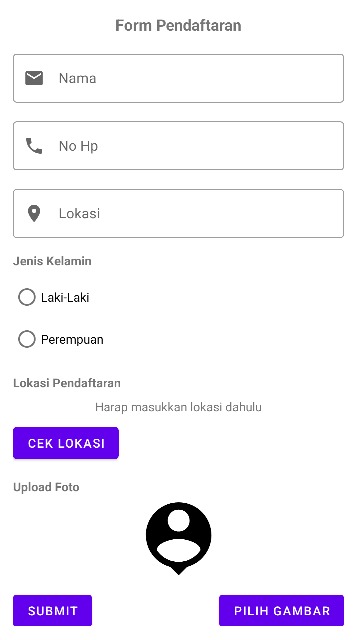 Form Pendaftaran
Nama
No Hp
Lokasi
Jenis Kelamin
Laki-Laki
Perempuan
Lokasi Pendaftaran
Harap masukkan lokasi dahulu
CEK LOKASI
Upload Foto
SUBMIT
PILIH GAMBAR